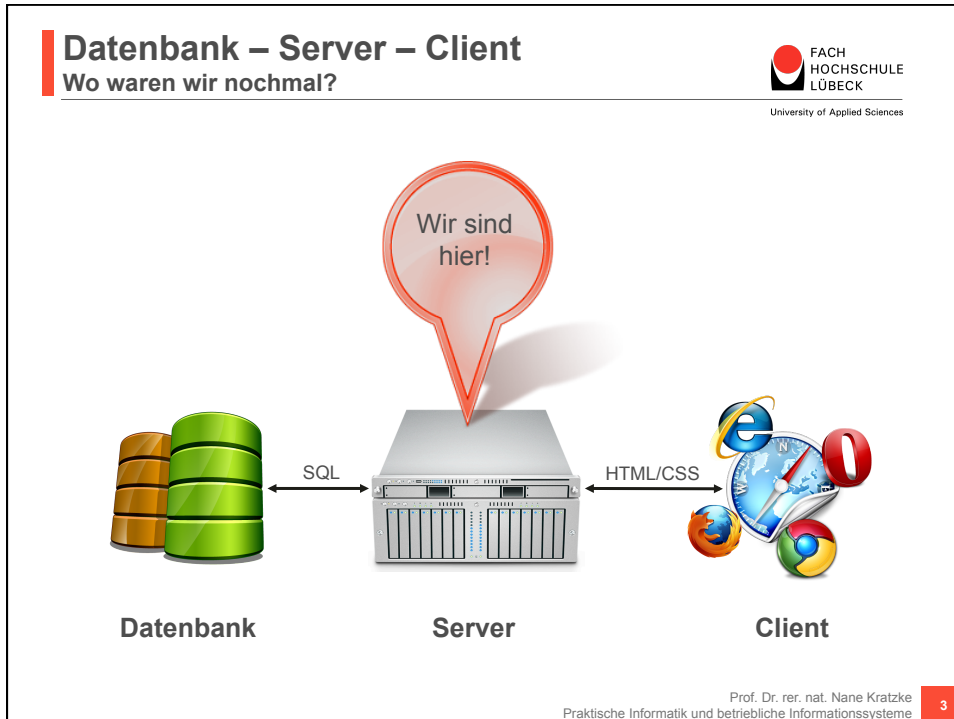 Datenbank – Server – Client
Wo waren wir nochmal?
FACH
HOCHSCHULE
LÜBECK
University of Applied Sciences
Wir sind
hier!
SQL
HTML/CSS
Datenbank
Server
Client
Prof. Dr. rer. nat. Nane Kratzke
Praktische Informatik und betriebliche Informationssysteme
3